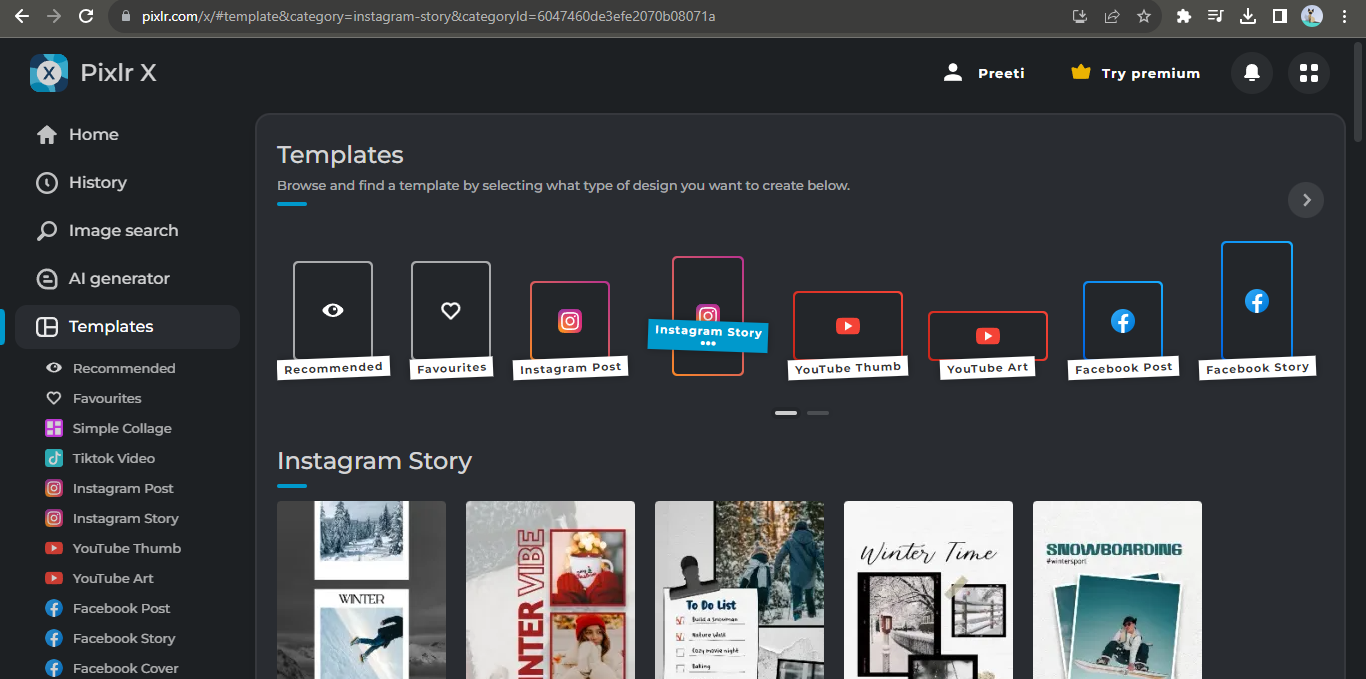 pixlr.com/x/#template&category=instagram-story&categoryId=6047460de3efe2070b08071a
X Pixlr X
Preeti
Try premium
Home
History
Image search
AI generator
Templates
Recommended
Favourites
Simple Collage
Tiktok Video
Instagram Post
Instagram Story
YouTube Thumb
YouTube Art
Facebook Post
Facebook Story
Facebook Cover
Templates
Browse and find a template by selecting what type of design you want to create below.
Recommended
Favourites
Instagram Post
Instagram Story
YouTube Thumb
YouTube Art
Facebook Post
Facebook Story
Instagram Story
WINTER
WINTER VIBE
To Do List
Build a Snowman
Nature Walk
Cozy movie night
Baking
Winter Time
SNOWBOARDING
#wintersport